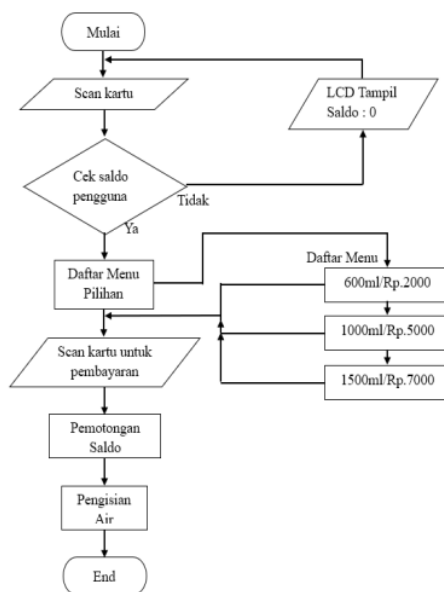 Mulai
Scan kartu
LCD Tampil
Saldo : 0
Cek saldo
pengguna
Tidak
Ya
Daftar Menu
Pilihan
Daftar Menu
600ml/Rp.2000
1000ml/Rp.5000
1500ml/Rp.7000
Scan kartu untuk
pembayaran
Pemotongan
Saldo
Pengisian
Air
End